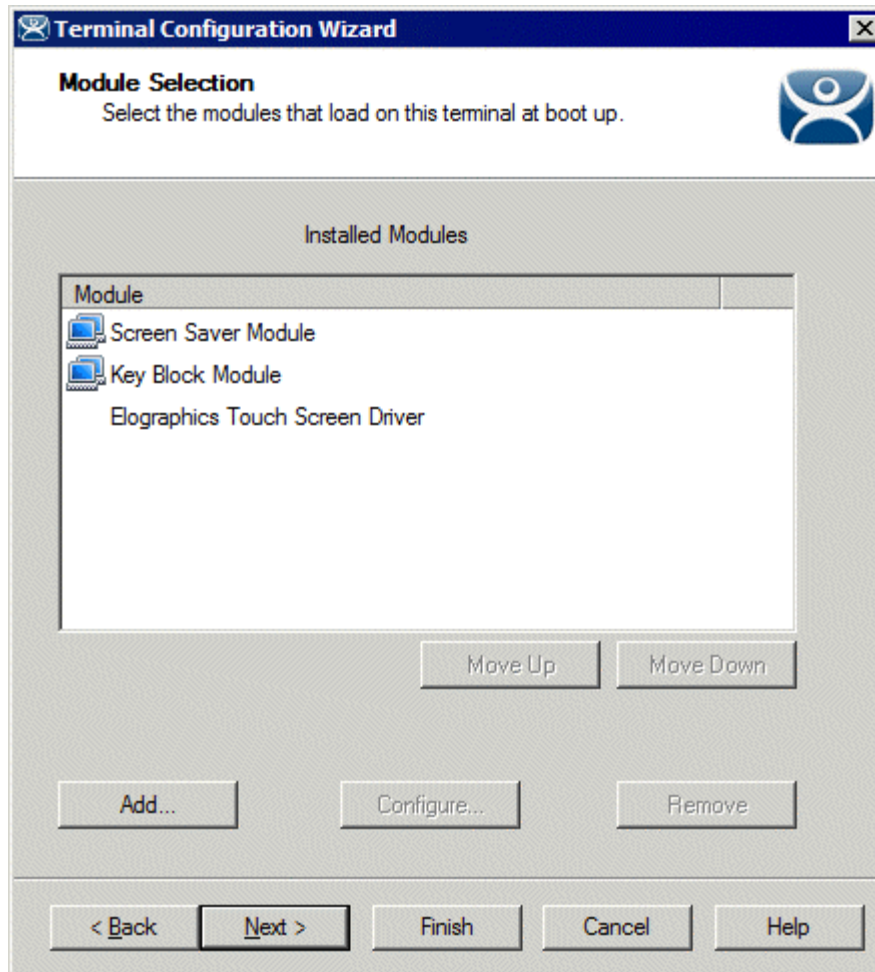 Terminal Configuration Wizard
Module Selection
Select the modules that load on this terminal at boot up.
Installed Modules
Module
Screen Saver Module
Key Block Module
Elographics Touch Screen Driver
Move Up Move Down
Add... Configure... Remove
< Back Next > Finish Cancel Help